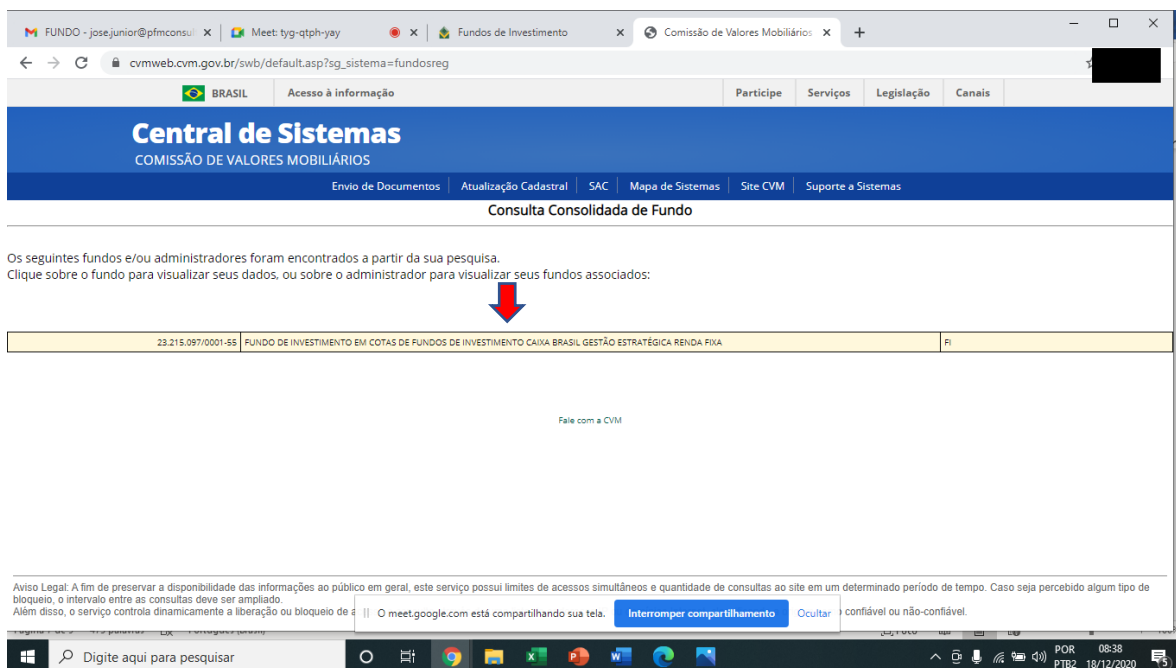 FUNDO - jose.junior@pfmconsul
Meet: tyg-qtph-yay
Fundos de Investimento
Comissão de Valores Mobiliários
cvmweb.cvm.gov.br/swb/default.asp?sg_sistema=fundosreg
BRASIL Acesso à informação Participe Serviços Legislação Canais
Central de Sistemas
COMISSÃO DE VALORES MOBILIÁRIOS
Envio de Documentos Atualização Cadastral SAC Mapa de Sistemas Site CVM Suporte a Sistemas
Consulta Consolidada de Fundo
Os seguintes fundos e/ou administradores foram encontrados a partir da sua pesquisa.
Clique sobre o fundo para visualizar seus dados, ou sobre o administrador para visualizar seus fundos associados:
23.215.097/0001-55 FUNDO DE INVESTIMENTO EM COTAS DE FUNDOS DE INVESTIMENTO CAIXA BRASIL GESTÃO ESTRATÉGICA RENDA FIXA FI
Fale com a CVM
Aviso Legal: A fim de preservar a disponibilidade das informações ao público em geral, este serviço possui limites de acessos simultâneos e quantidade de consultas ao site em um determinado período de tempo. Caso seja percebido algum tipo de
bloqueio, o intervalo entre as consultas deve ser ampliado.
Além disso, o serviço controla dinamicamente a liberação ou bloqueio de a
confiável ou não-confiável.
O meet.google.com está compartilhando sua tela. Interromper compartilhamento Ocultar
Digite aqui para pesquisar
POR 08:38
PTB2 18/12/2020